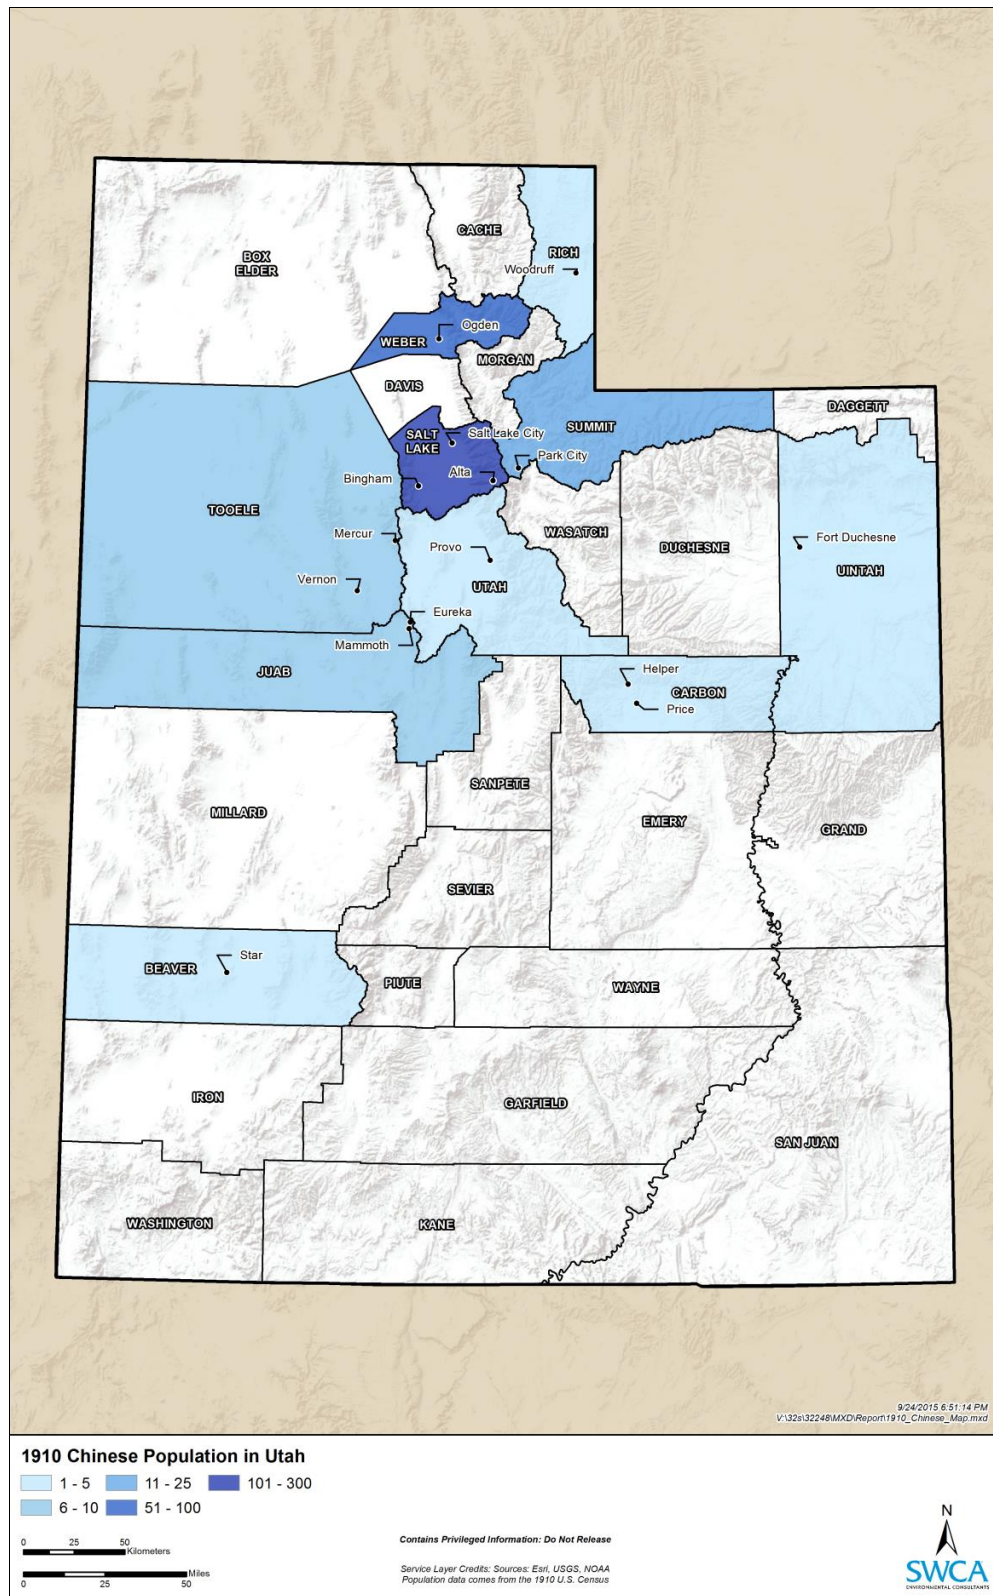 CACHE
BOX
ELDER
RICH
Woodruff
Ogden
WEBER
MORGAN
DAVIS
DAGGETT
SALT
LAKE
Salt Lake City
SUMMIT
Park City
Alta
Bingham
TOOELE
Mercur
WASATCH
Fort Duchesne
Provo
DUCHESNE
UINTAH
Vernon
UTAH
Eureka
Mammoth
JUAB
Helper
CARBON
Price
SANPETE
MILLARD
EMERY
GRAND
SEVIER
Star
BEAVER
PIUTE
WAYNE
IRON
GARFIELD
SAN JUAN
WASHINGTON
KANE
9/24/2015 6:51:14 PM
V:\32s\32248\MXD\Report\1910_Chinese_Map.mxd
1910 Chinese Population in Utah
1 - 5
11 - 25
101 - 300
6 - 10
51 - 100
0 25 50
Kilometers
Miles
0 25 50
Contains Privileged Information: Do Not Release
Service Layer Credits: Sources: Esri, USGS, NOAA
Population data comes from the 1910 U.S. Census
N
SWCA
ENVIRONMENTAL CONSULTANTS